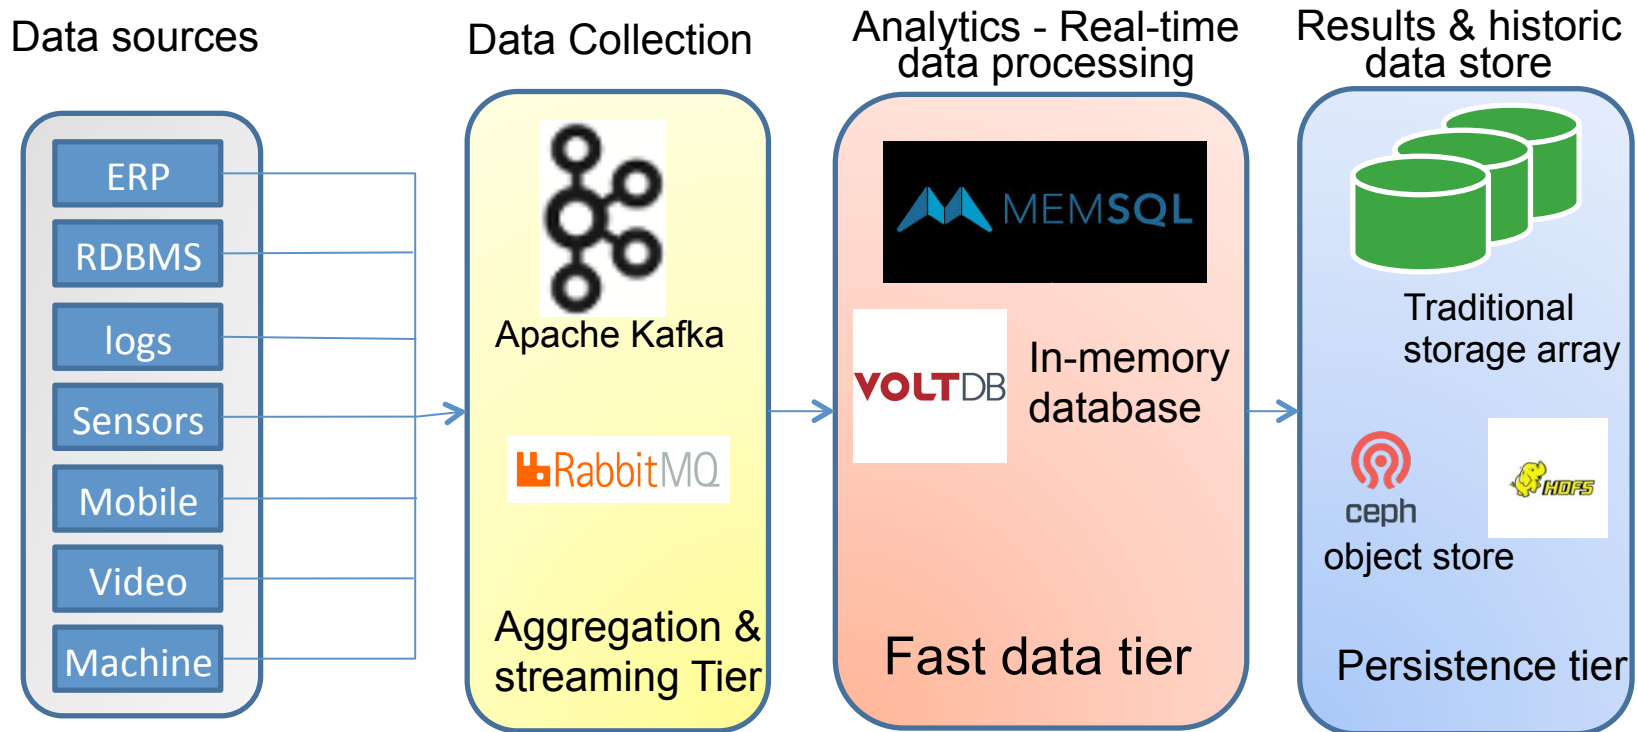 Data sources
ERP
RDBMS
logs
Sensors
Mobile
Video
Machine
Data Collection
Apache Kafka
RabbitMQ
Aggregation &
streaming Tier
Analytics - Real-time
data processing
MEMSQL
VOLTDB
In-memory
database
Fast data tier
Results & historic
data store
Traditional
storage array
ceph
HDFS
object store
Persistence tier